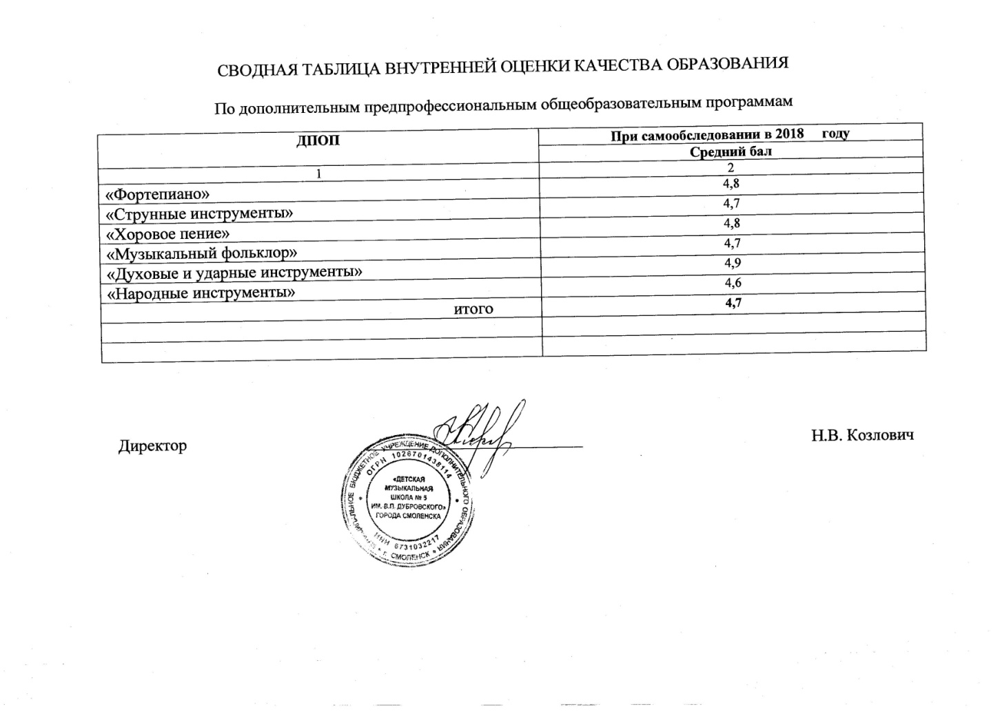 СВОДНАЯ ТАБЛИЦА ВНУТРЕННЕЙ ОЦЕНКИ КАЧЕСТВА ОБРАЗОВАНИЯ
По дополнительным предпрофессиональным общеобразовательным программам
ДПОП
При самообследовании в 2018 году
Средний бал
1 2
«Фортепиано» 4,8
«Струнные инструменты» 4,7
«Хоровое пение» 4,8
«Музыкальный фольклор» 4,7
«Духовые и ударные инструменты» 4,9
«Народные инструменты» 4,6
итого 4,7
Директор
Н.В. Козлович
БЮДЖЕТНОЕ УЧРЕЖДЕНИЕ ДОПОЛНИТЕЛЬНОГО ОБРАЗОВАНИЯ
ОГРН 1026701438114
«ДЕТСКАЯ
МУЗЫКАЛЬНАЯ
ШКОЛА № 5
ИМ. В.П. ДУБРОВСКОГО»
ГОРОДА СМОЛЕНСКА
ИНН 6731032217
* г. СМОЛЕНСК *